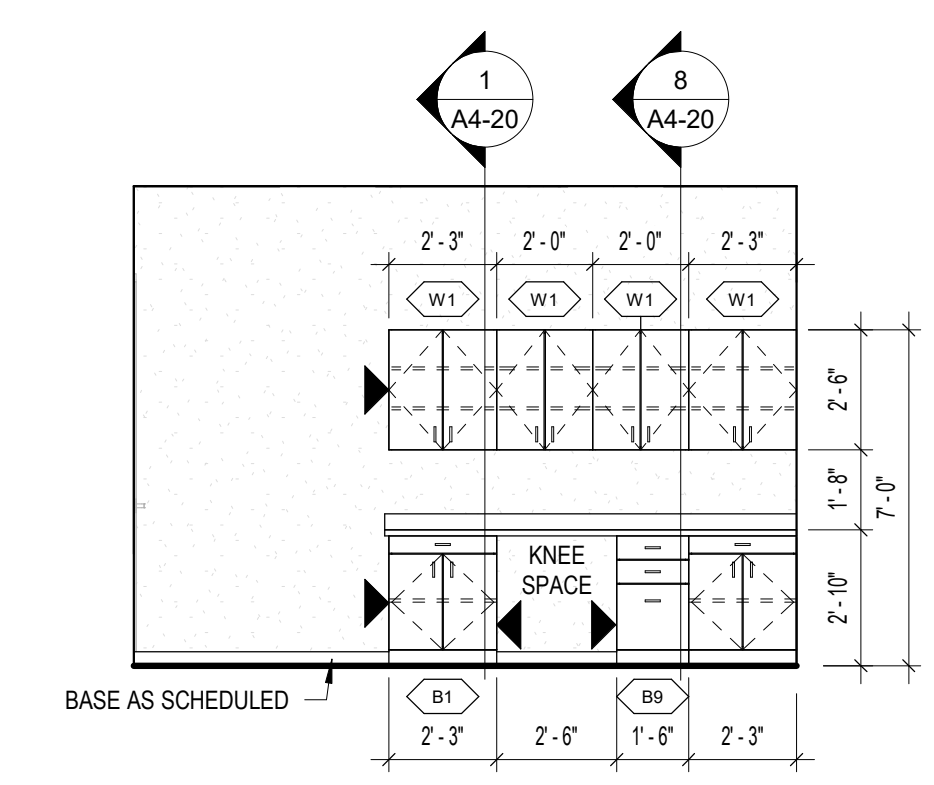 1
A4-20
8
A4-20
2' - 3"
2' - 0"
2' - 0"
2' - 3"
W1
W1
W1
W1
2' - 6"
1' - 8"
7' - 0"
2' - 10"
KNEE
SPACE
BASE AS SCHEDULED
B1
B9
2' - 3"
2' - 6"
1' - 6"
2' - 3"